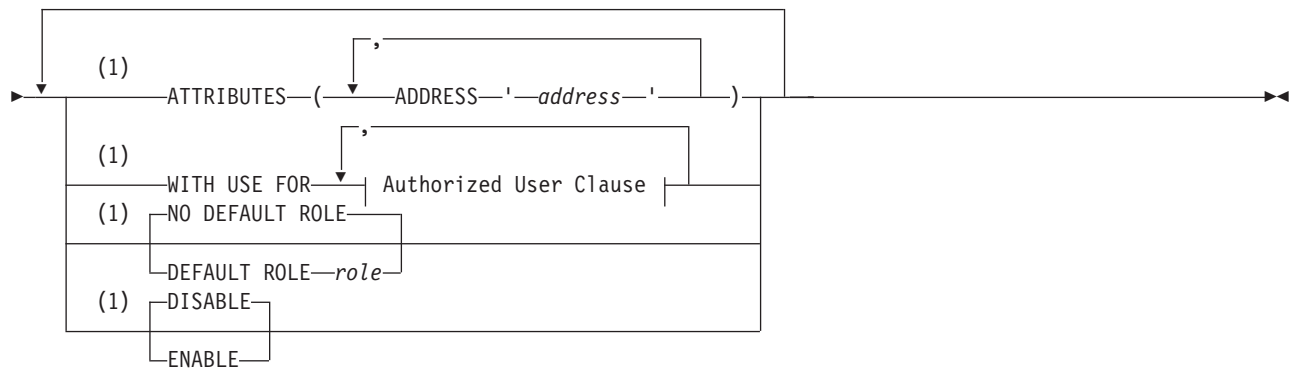 ,
(1)
ATTRIBUTES ( ADDRESS ' address ' )
,
(1)
WITH USE FOR Authorized User Clause
(1) NO DEFAULT ROLE
DEFAULT ROLE role
(1) DISABLE
ENABLE